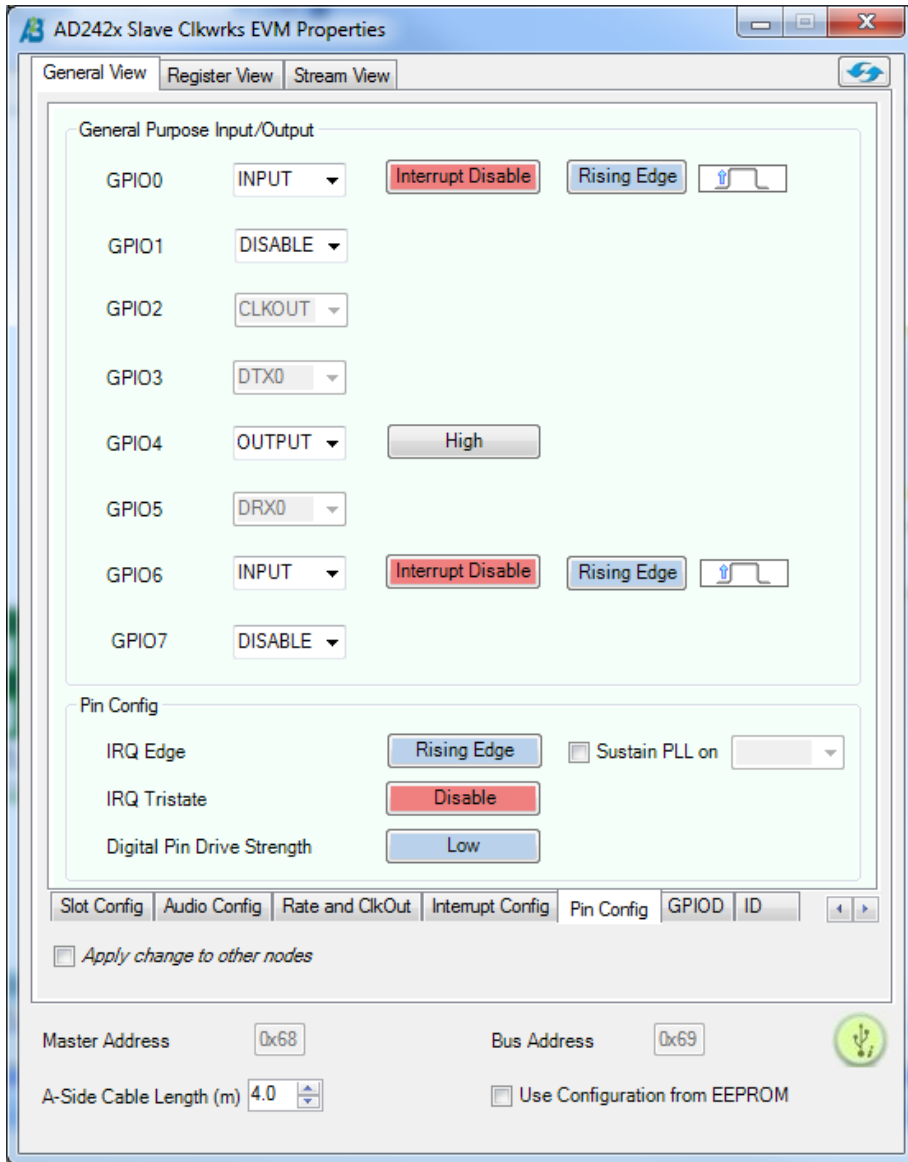 AD242x Slave Clkwrks EVM Properties
General View Register View Stream View
General Purpose Input/Output
GPIO0 INPUT Interrupt Disable Rising Edge
GPIO1 DISABLE
GPIO2 CLKOUT
GPIO3 DTX0
GPIO4 OUTPUT High
GPIO5 DRX0
GPIO6 INPUT Interrupt Disable Rising Edge
GPIO7 DISABLE
Pin Config
IRQ Edge Rising Edge Sustain PLL on
IRQ Tristate Disable
Digital Pin Drive Strength Low
Slot Config Audio Config Rate and ClkOut Interrupt Config Pin Config GPIOD ID
Apply change to other nodes
Master Address 0x68 Bus Address 0x69
A-Side Cable Length (m) 4.0 Use Configuration from EEPROM